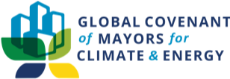 GLOBAL COVENANT
of MAYORS for
CLIMATE & ENERGY